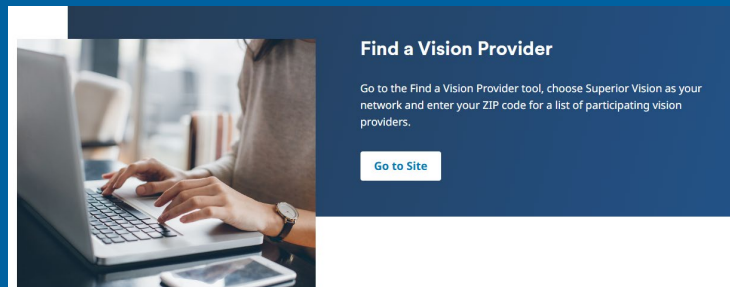 Find a Vision Provider
Go to the Find a Vision Provider tool, choose Superior Vision as your
network and enter your ZIP code for a list of participating vision
providers.
Go to Site